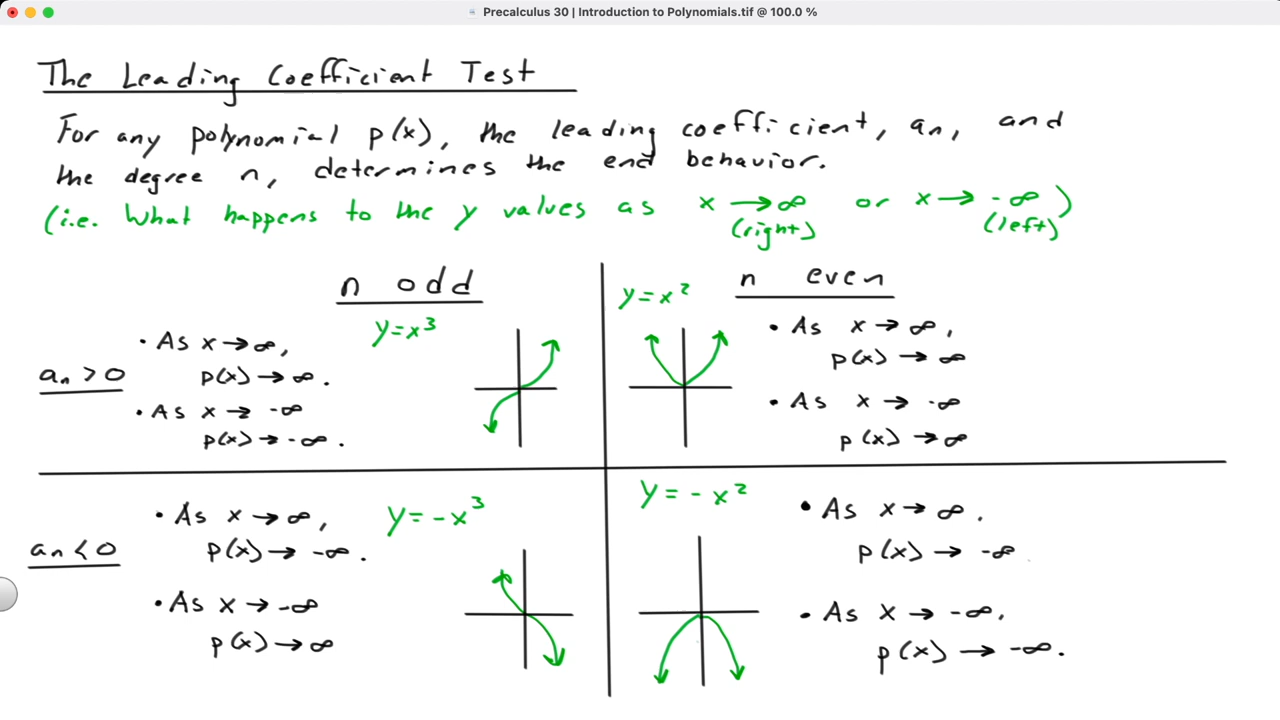 Precalculus 30 | Introduction to Polynomials.tif @ 100.0 %
The Leading Coefficient Test
For any polynomial p(x), the leading coefficient, an, and
the degree n, determines the end behavior.
(i.e. What happens to the y values as x → ∞ or x → -∞)
(right) (left)
n odd
y = x³
an > 0
• As x → ∞,
p(x) → ∞.
• As x → -∞
p(x) → -∞.
y = x²
n even
• As x → ∞,
p(x) → ∞
• As x → -∞
p(x) → ∞
an < 0
• As x → ∞,
p(x) → -∞.
y = -x³
• As x → -∞
p(x) → ∞
y = -x²
• As x → ∞.
p(x) → -∞
• As x → -∞.
p(x) → -∞.